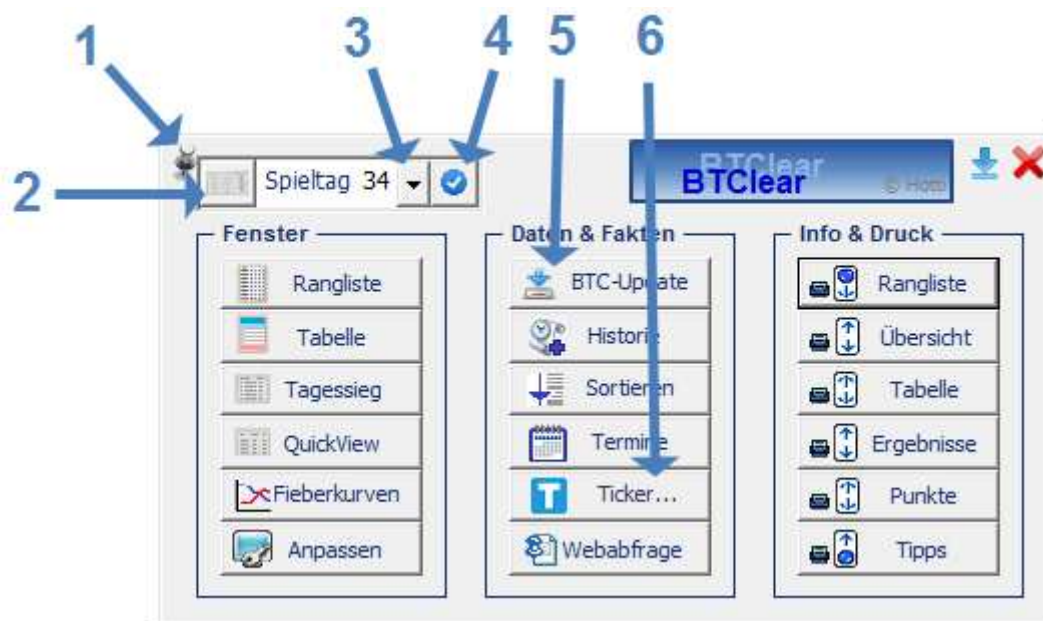 1
2
3
4
5
6
Spieltag 34
BTClear
BTClear
© Hoto
Fenster
Rangliste
Tabelle
Tagessieg
QuickView
Fieberkurven
Anpassen
Daten & Fakten
BTC-Update
Historie
Sortieren
Termine
T
Ticker...
Webabfrage
Info & Druck
Rangliste
Übersicht
Tabelle
Ergebnisse
Punkte
Tipps